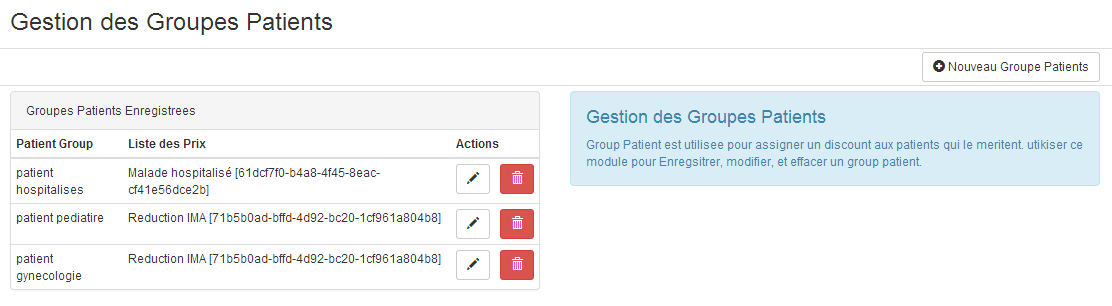 Gestion des Groupes Patients
Nouveau Groupe Patients
Groupes Patients Enregistrees
Patient Group Liste des Prix Actions
patient hospitalises
Malade hospitalisé [61dcf7f0-b4a8-4f45-8eac-
cf41e56dce2b]
patient pediatire Reduction IMA [71b5b0ad-bffd-4d92-bc20-1cf961a804b8]
patient gynecologie
Reduction IMA [71b5b0ad-bffd-4d92-bc20-1cf961a804b8]
Gestion des Groupes Patients
Group Patient est utilisee pour assigner un discount aux patients qui le meritent. utikiser ce
module pour Enregsitrer, modifier, et effacer un group patient.